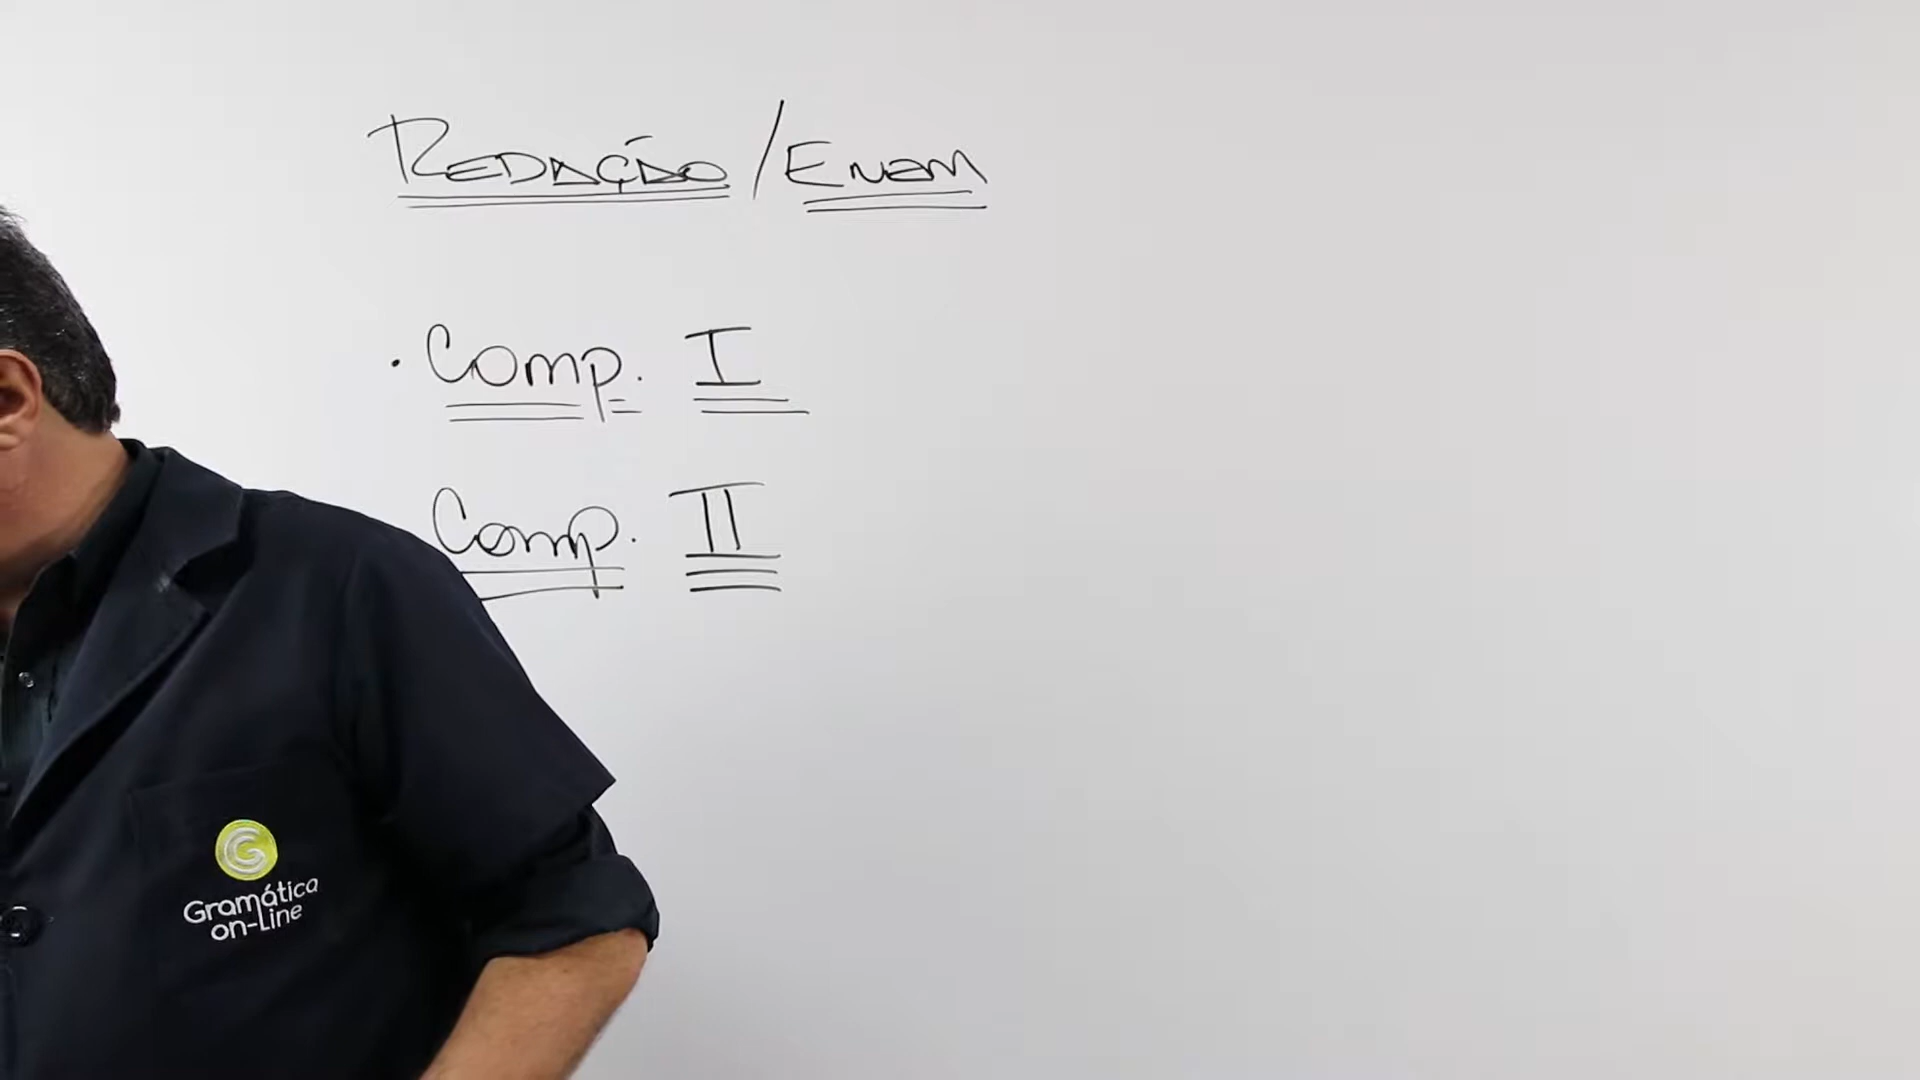 REDAÇÃO / ENEM
· Comp. I
Comp. II
Gramática
on-Line